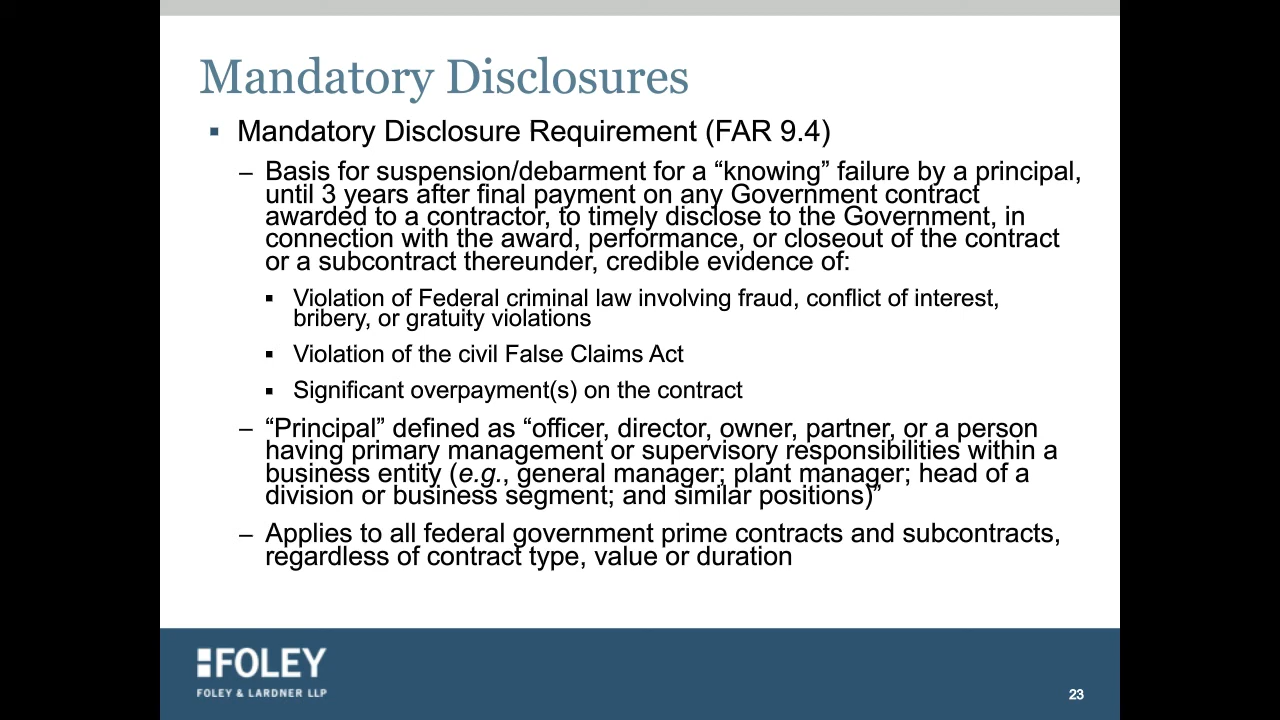 Mandatory Disclosures
▪ Mandatory Disclosure Requirement (FAR 9.4)
– Basis for suspension/debarment for a “knowing” failure by a principal,
until 3 years after final payment on any Government contract
awarded to a contractor, to timely disclose to the Government, in
connection with the award, performance, or closeout of the contract
or a subcontract thereunder, credible evidence of:
▪ Violation of Federal criminal law involving fraud, conflict of interest,
bribery, or gratuity violations
▪ Violation of the civil False Claims Act
▪ Significant overpayment(s) on the contract
– “Principal” defined as “officer, director, owner, partner, or a person
having primary management or supervisory responsibilities within a
business entity (e.g., general manager; plant manager; head of a
division or business segment; and similar positions)”
– Applies to all federal government prime contracts and subcontracts,
regardless of contract type, value or duration
FOLEY
FOLEY & LARDNER LLP
23